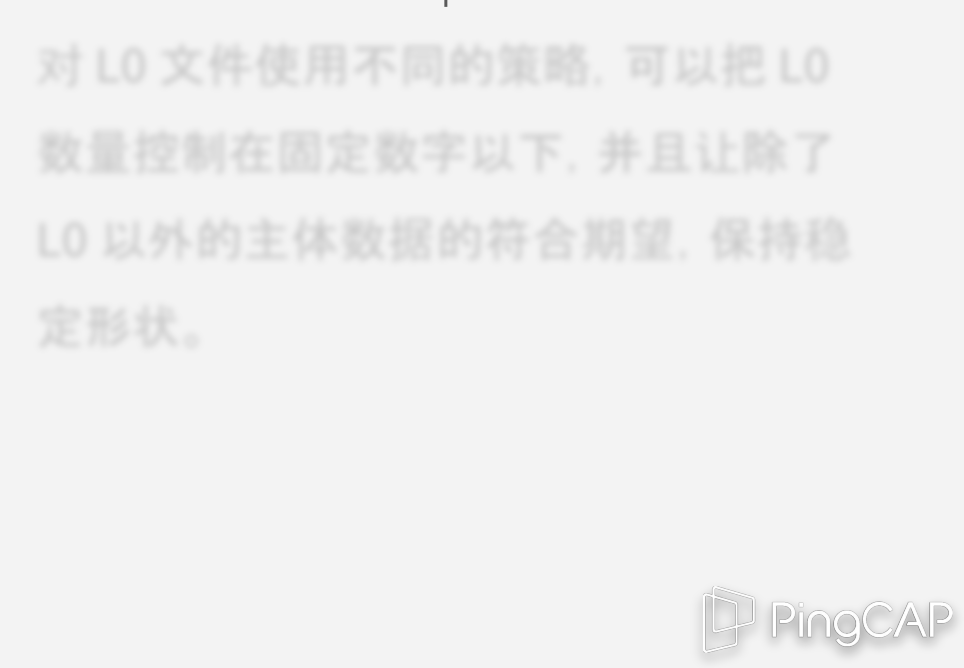 对 L0 文件使用不同的策略，可以把 L0
数量控制在固定数字以下，并且让除了
L0 以外的主体数据的符合期望，保持稳
定形状。
PingCAP